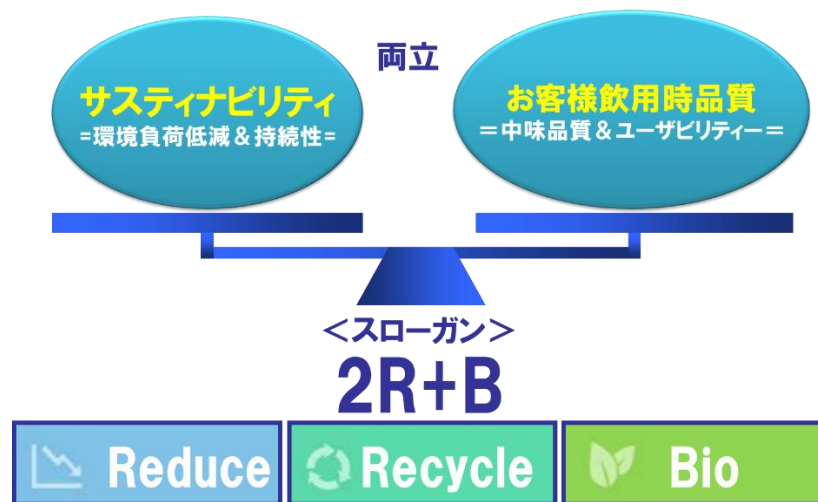 両立
サスティナビリティ
=環境負荷低減＆持続性=
お客様飲用時品質
＝中味品質＆ユーザビリティー＝
＜スローガン＞
2R+B
Reduce
Recycle
Bio